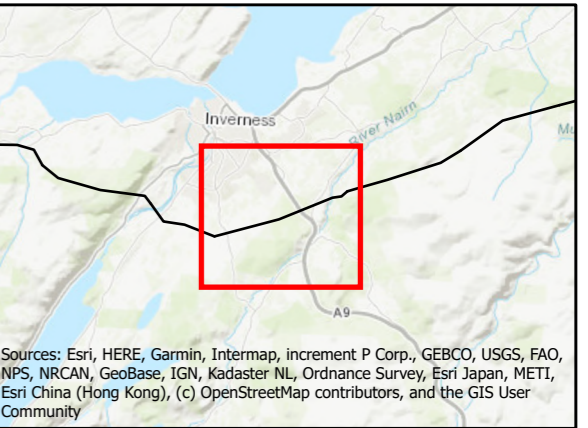 Inverness
River Nairn
A9
Sources: Esri, HERE, Garmin, Intermap, increment P Corp., GEBCO, USGS, FAO,
NPS, NRCAN, GeoBase, IGN, Kadaster NL, Ordnance Survey, Esri Japan, METI,
Esri China (Hong Kong), (c) OpenStreetMap contributors, and the GIS User
Community